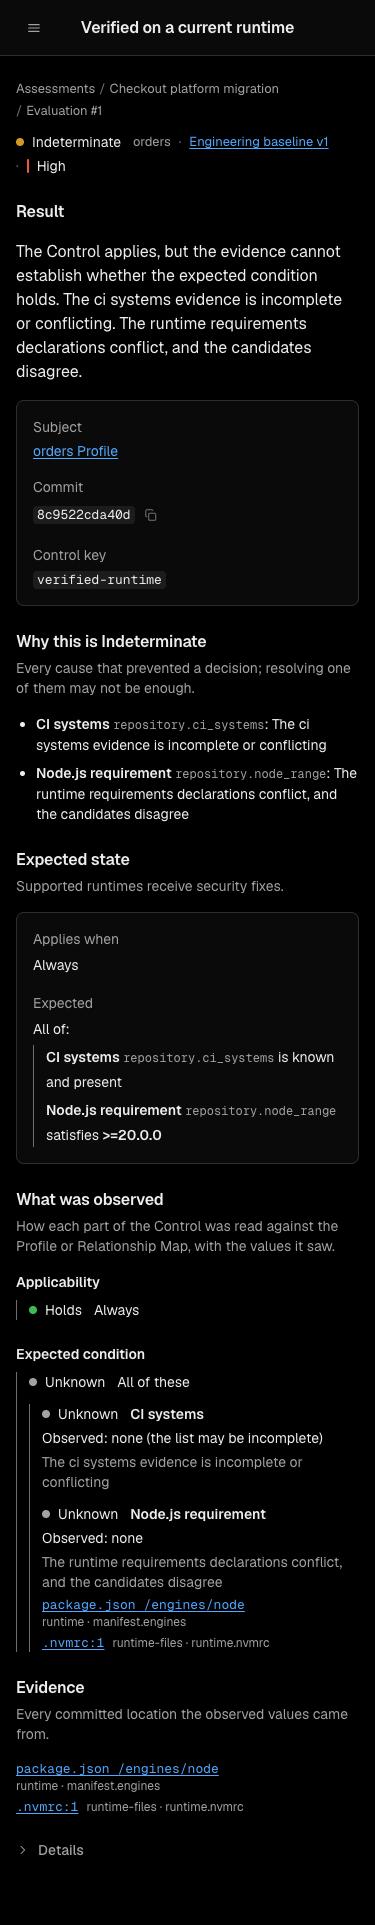 Verified on a current runtime
Assessments / Checkout platform migration
/ Evaluation #1
Indeterminate orders · Engineering baseline v1
· High
Result
The Control applies, but the evidence cannot
establish whether the expected condition
holds. The ci systems evidence is incomplete
or conflicting. The runtime requirements
declarations conflict, and the candidates
disagree.
Subject
orders Profile
Commit
8c9522cda40d
Control key
verified-runtime
Why this is Indeterminate
Every cause that prevented a decision; resolving one
of them may not be enough.
• CI systems repository.ci_systems: The ci
systems evidence is incomplete or conflicting
• Node.js requirement repository.node_range: The
runtime requirements declarations conflict, and
the candidates disagree
Expected state
Supported runtimes receive security fixes.
Applies when
Always
Expected
All of:
CI systems repository.ci_systems is known
and present
Node.js requirement repository.node_range
satisfies >=20.0.0
What was observed
How each part of the Control was read against the
Profile or Relationship Map, with the values it saw.
Applicability
Holds Always
Expected condition
Unknown All of these
Unknown CI systems
Observed: none (the list may be incomplete)
The ci systems evidence is incomplete or
conflicting
Unknown Node.js requirement
Observed: none
The runtime requirements declarations conflict,
and the candidates disagree
package.json /engines/node
runtime · manifest.engines
.nvmrc:1 runtime-files · runtime.nvmrc
Evidence
Every committed location the observed values came
from.
package.json /engines/node
runtime · manifest.engines
.nvmrc:1 runtime-files · runtime.nvmrc
Details